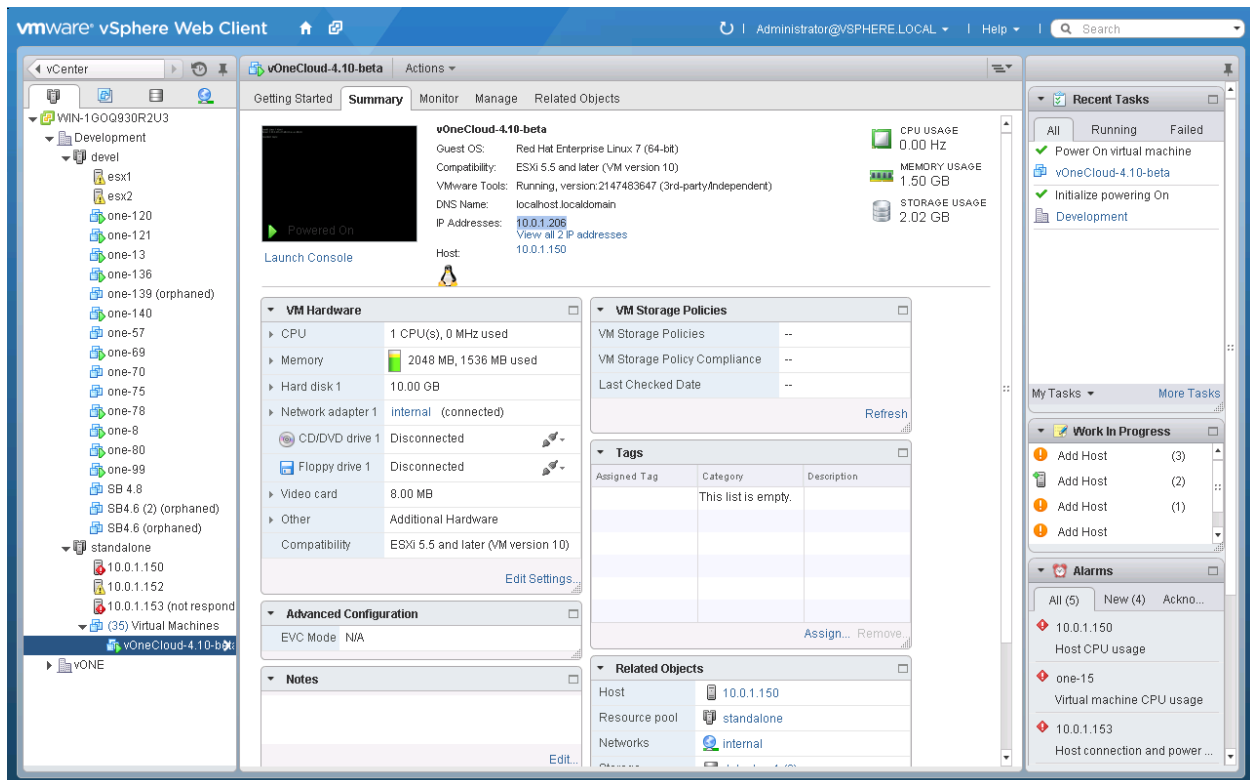 vmware® vSphere Web Client
Administrator@VSPHERE.LOCAL
Help
Search
vCenter
WIN-1GOQ930R2U3
Development
devel
esx1
esx2
one-120
one-121
one-13
one-136
one-139 (orphaned)
one-140
one-57
one-69
one-70
one-75
one-78
one-8
one-80
one-99
SB 4.8
SB4.6 (2) (orphaned)
SB4.6 (orphaned)
standalone
10.0.1.150
10.0.1.152
10.0.1.153 (not respond
(35) Virtual Machines
vOneCloud-4.10-beta
vONE
vOneCloud-4.10-beta Actions
Getting Started Summary Monitor Manage Related Objects
Powered On
Launch Console
vOneCloud-4.10-beta
Guest OS: Red Hat Enterprise Linux 7 (64-bit)
Compatibility: ESXi 5.5 and later (VM version 10)
VMware Tools: Running, version:2147483647 (3rd-party/Independent)
DNS Name: localhost.localdomain
IP Addresses: 10.0.1.206
View all 2 IP addresses
Host: 10.0.1.150
CPU USAGE
0.00 Hz
MEMORY USAGE
1.50 GB
STORAGE USAGE
2.02 GB
VM Hardware
CPU 1 CPU(s), 0 MHz used
Memory 2048 MB, 1536 MB used
Hard disk 1 10.00 GB
Network adapter 1 internal (connected)
CD/DVD drive 1 Disconnected
Floppy drive 1 Disconnected
Video card 8.00 MB
Other Additional Hardware
Compatibility ESXi 5.5 and later (VM version 10)
Edit Settings...
Advanced Configuration
EVC Mode N/A
Notes
Edit...
VM Storage Policies
VM Storage Policies --
VM Storage Policy Compliance --
Last Checked Date --
Refresh
Tags
Assigned Tag Category Description
This list is empty.
Assign... Remove...
Related Objects
Host 10.0.1.150
Resource pool standalone
Networks internal
Recent Tasks
All Running Failed
Power On virtual machine
vOneCloud-4.10-beta
Initialize powering On
Development
My Tasks More Tasks
Work In Progress
Add Host (3)
Add Host (2)
Add Host (1)
Add Host
Alarms
All (5) New (4) Ackno...
10.0.1.150
Host CPU usage
one-15
Virtual machine CPU usage
10.0.1.153
Host connection and power ...